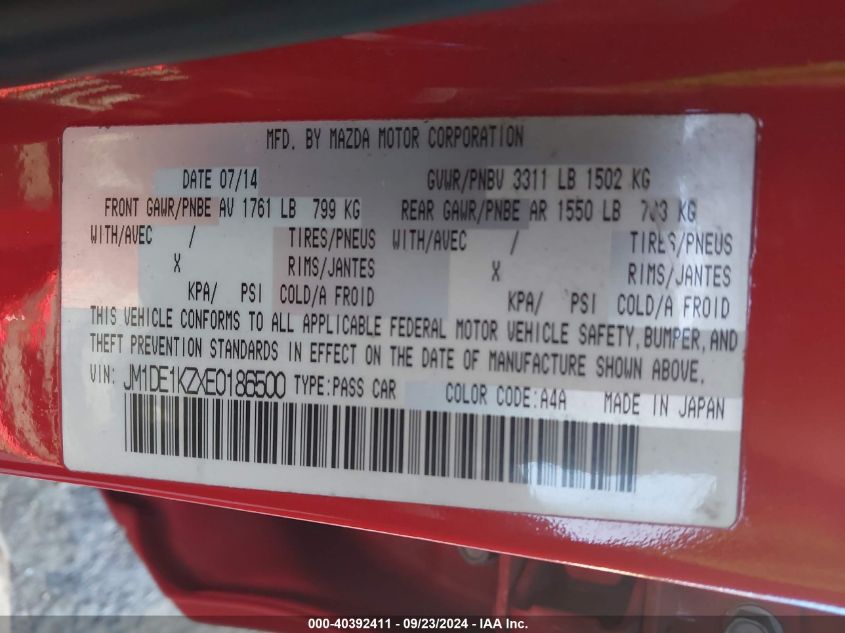 MFD. BY MAZDA MOTOR CORPORATION
DATE 07/14 GVWR/PNBV 3311 LB 1502 KG
FRONT GAWR/PNBE AV 1761 LB 799 KG REAR GAWR/PNBE AR 1550 LB KG
WITH/AVEC / TIRES/PNEUS WITH/AVEC / TIRES/PNEUS
X RIMS/JANTES X RIMS/JANTES
KPA/ PSI COLD/A FROID KPA/ PSI COLD/A FROID
THIS VEHICLE CONFORMS TO ALL APPLICABLE FEDERAL MOTOR VEHICLE SAFETY, BUMPER, AND
THEFT PREVENTION STANDARDS IN EFFECT ON THE DATE OF MANUFACTURE SHOWN ABOVE.
VIN: JM1DE1KZXE0186500 TYPE:PASS CAR COLOR CODE:A4A MADE IN JAPAN
000-40392411 - 09/23/2024 - IAA Inc.